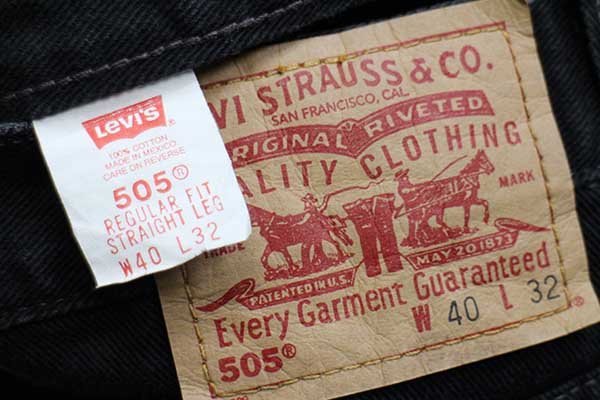 Levi's®
100% COTTON
MADE IN MEXICO
CARE ON REVERSE
505®
REGULAR FIT
STRAIGHT LEG
W40 L32
VI STRAUSS & CO.
SAN FRANCISCO, CAL.
RIGINAL RIVETED
ALITY CLOTHING
TRADE MARK
PATENTED IN U.S. MAY 20 1873
Every Garment Guaranteed
505® W 40 L 32